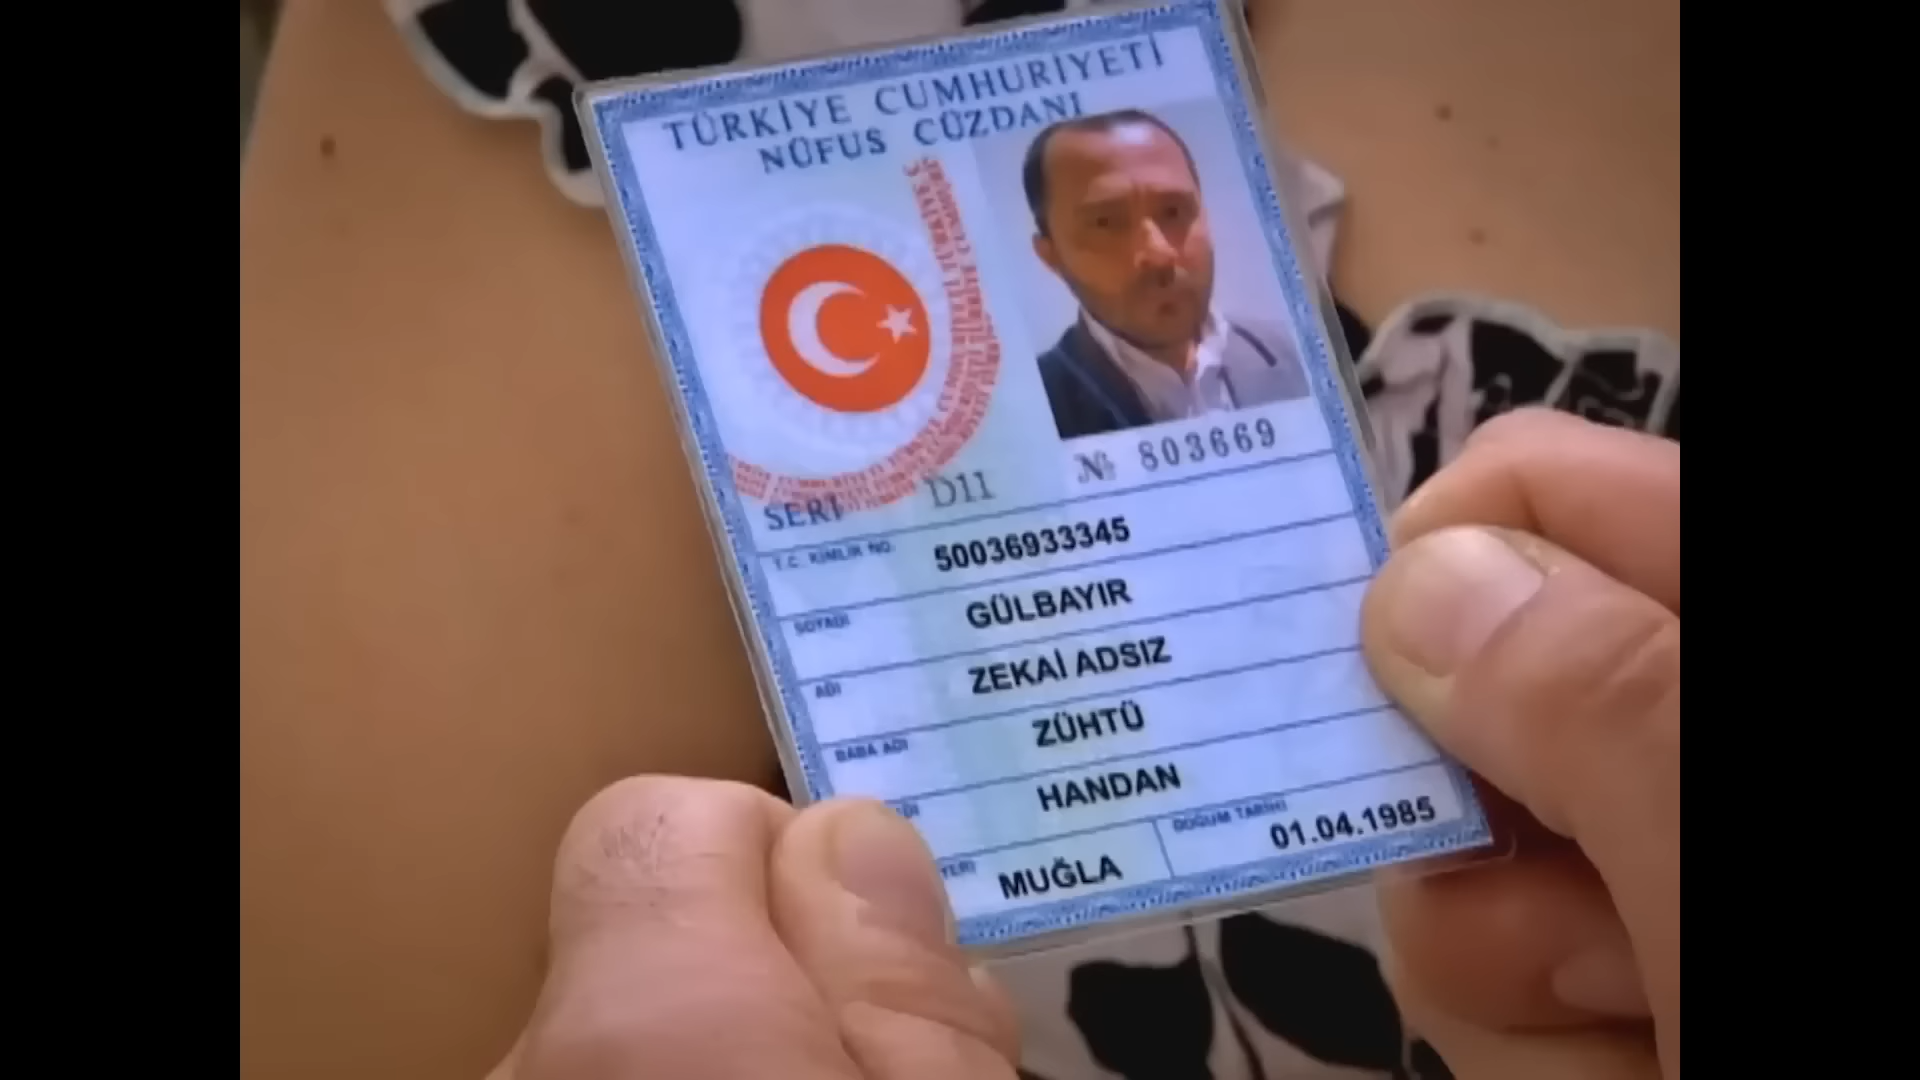 TÜRKİYE CUMHURİYETİ
NÜFUS CÜZDANI
SERİ D11 № 803669
T.C. KİMLİK NO. 50036933345
SOYADI GÜLBAYIR
ADI ZEKAİ ADSIZ
BABA ADI ZÜHTÜ
HANDAN
YERİ MUĞLA DOĞUM TARİHİ 01.04.1985